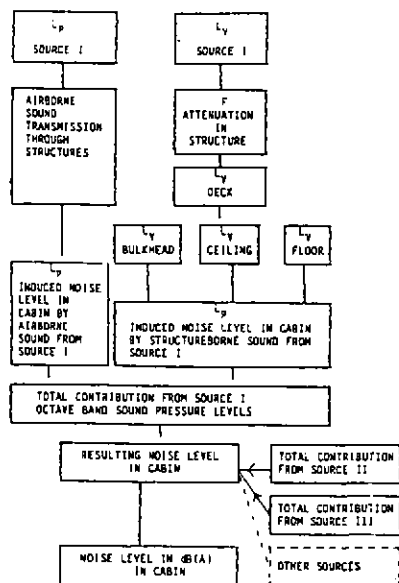 Lp
SOURCE I
Lv
SOURCE I
AIRBORNE
SOUND
TRANSMISSION
THROUGH
STRUCTURES
F
ATTENUATION
IN
STRUCTURE
Lv
DECK
Lv
BULKHEAD
Lv
CEILING
Lv
FLOOR
Lp
INDUCED NOISE
LEVEL IN
CABIN BY
AIRBORNE
SOUND FROM
SOURCE I
Lp
INDUCED NOISE LEVEL IN CABIN
BY STRUCTUREBORNE SOUND FROM
SOURCE I
TOTAL CONTRIBUTION FROM SOURCE I
OCTAVE BAND SOUND PRESSURE LEVELS
RESULTING NOISE LEVEL
IN CABIN
TOTAL CONTRIBUTION
FROM SOURCE II
TOTAL CONTRIBUTION
FROM SOURCE III
NOISE LEVEL IN dB(A)
IN CABIN
OTHER SOURCES